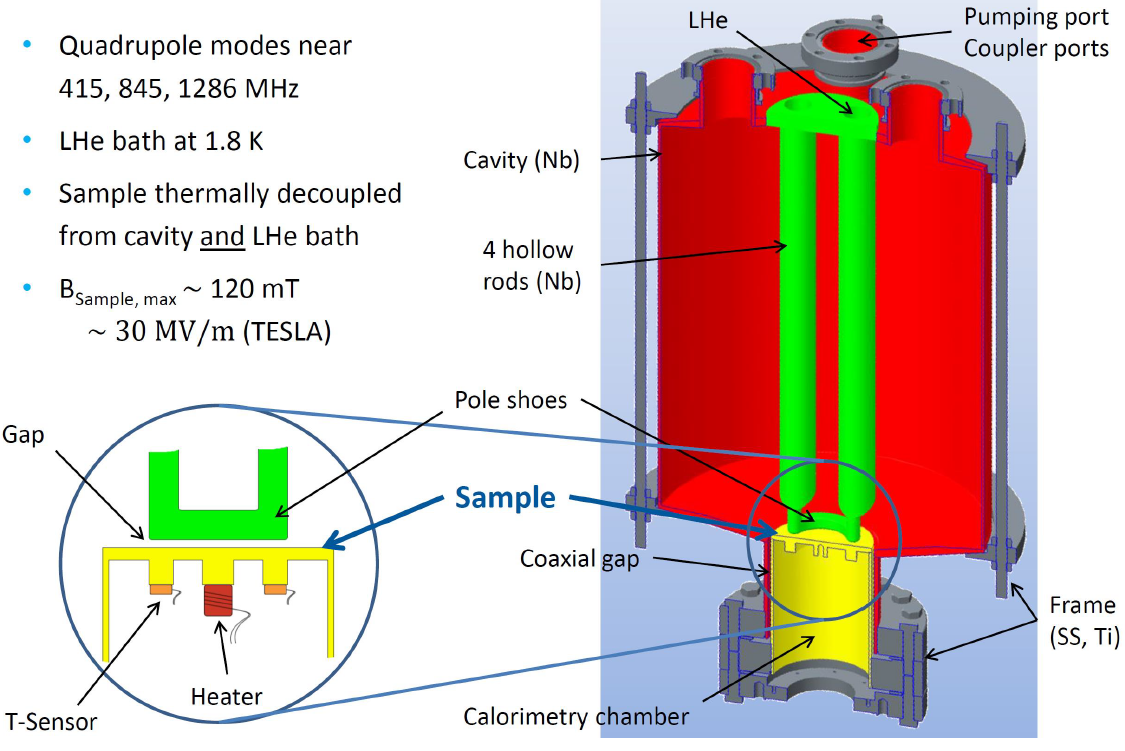 • Quadrupole modes near
415, 845, 1286 MHz
• LHe bath at 1.8 K
• Sample thermally decoupled
from cavity and LHe bath
• BSample, max ~ 120 mT
~ 30 MV/m (TESLA)
LHe
Pumping port
Coupler ports
Cavity (Nb)
4 hollow
rods (Nb)
Pole shoes
Gap
Sample
Coaxial gap
Frame
(SS, Ti)
Heater
T-Sensor
Calorimetry chamber